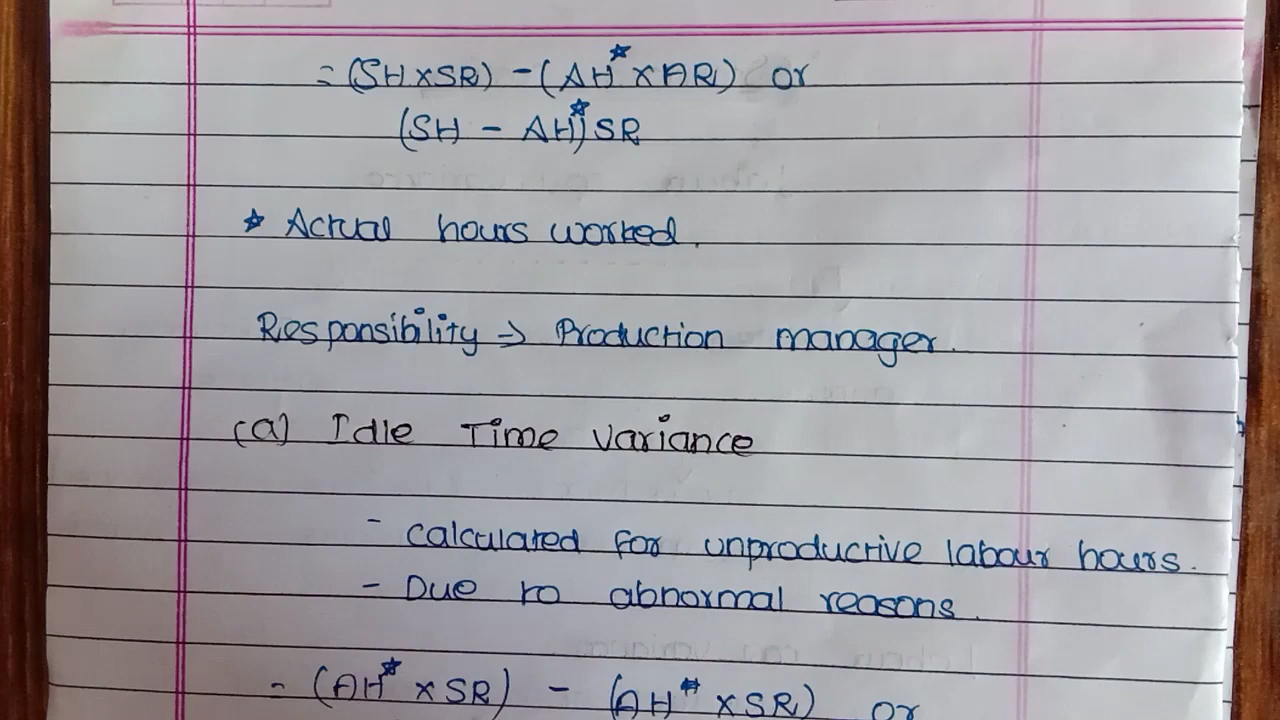 = (SH x SR) - (AH* x AR) or
(SH - AH*) SR
* Actual hours worked.
Responsibility => Production manager.
(a) Idle Time Variance
- calculated for unproductive labour hours.
- Due to abnormal reasons.
= (AH* x SR) - (AH# x SR) or